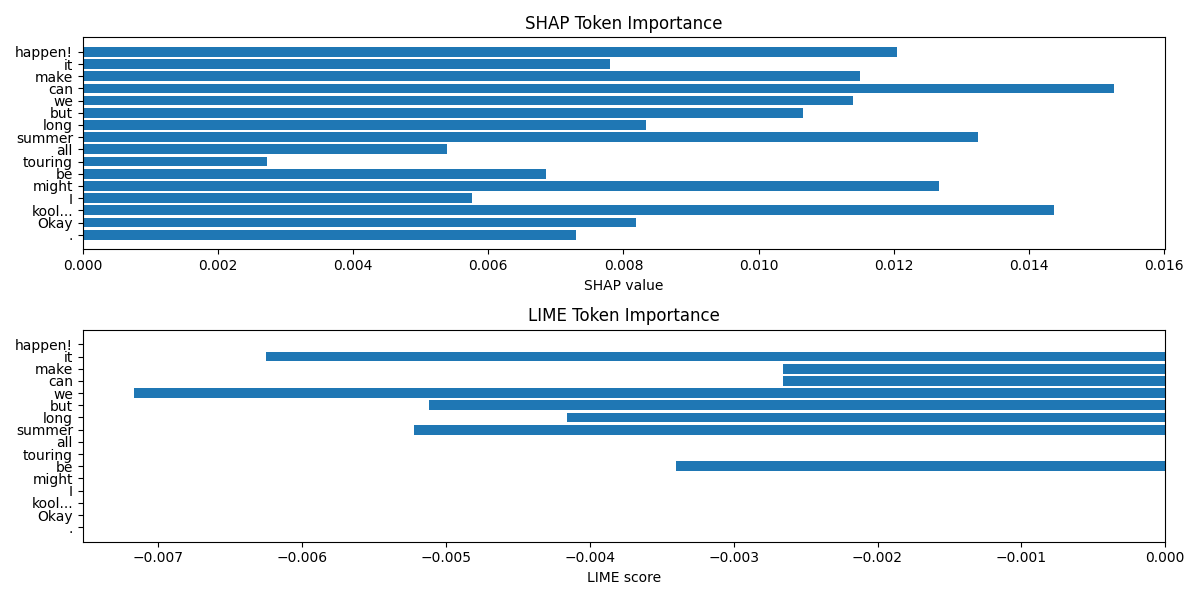 SHAP Token Importance
happen!
it
make
can
we
but
long
summer
all
touring
be
might
I
kool...
Okay
.
0.000 0.002 0.004 0.006 0.008 0.010 0.012 0.014 0.016
SHAP value
LIME Token Importance
happen!
it
make
can
we
but
long
summer
all
touring
be
might
I
kool...
Okay
.
−0.007 −0.006 −0.005 −0.004 −0.003 −0.002 −0.001 0.000
LIME score